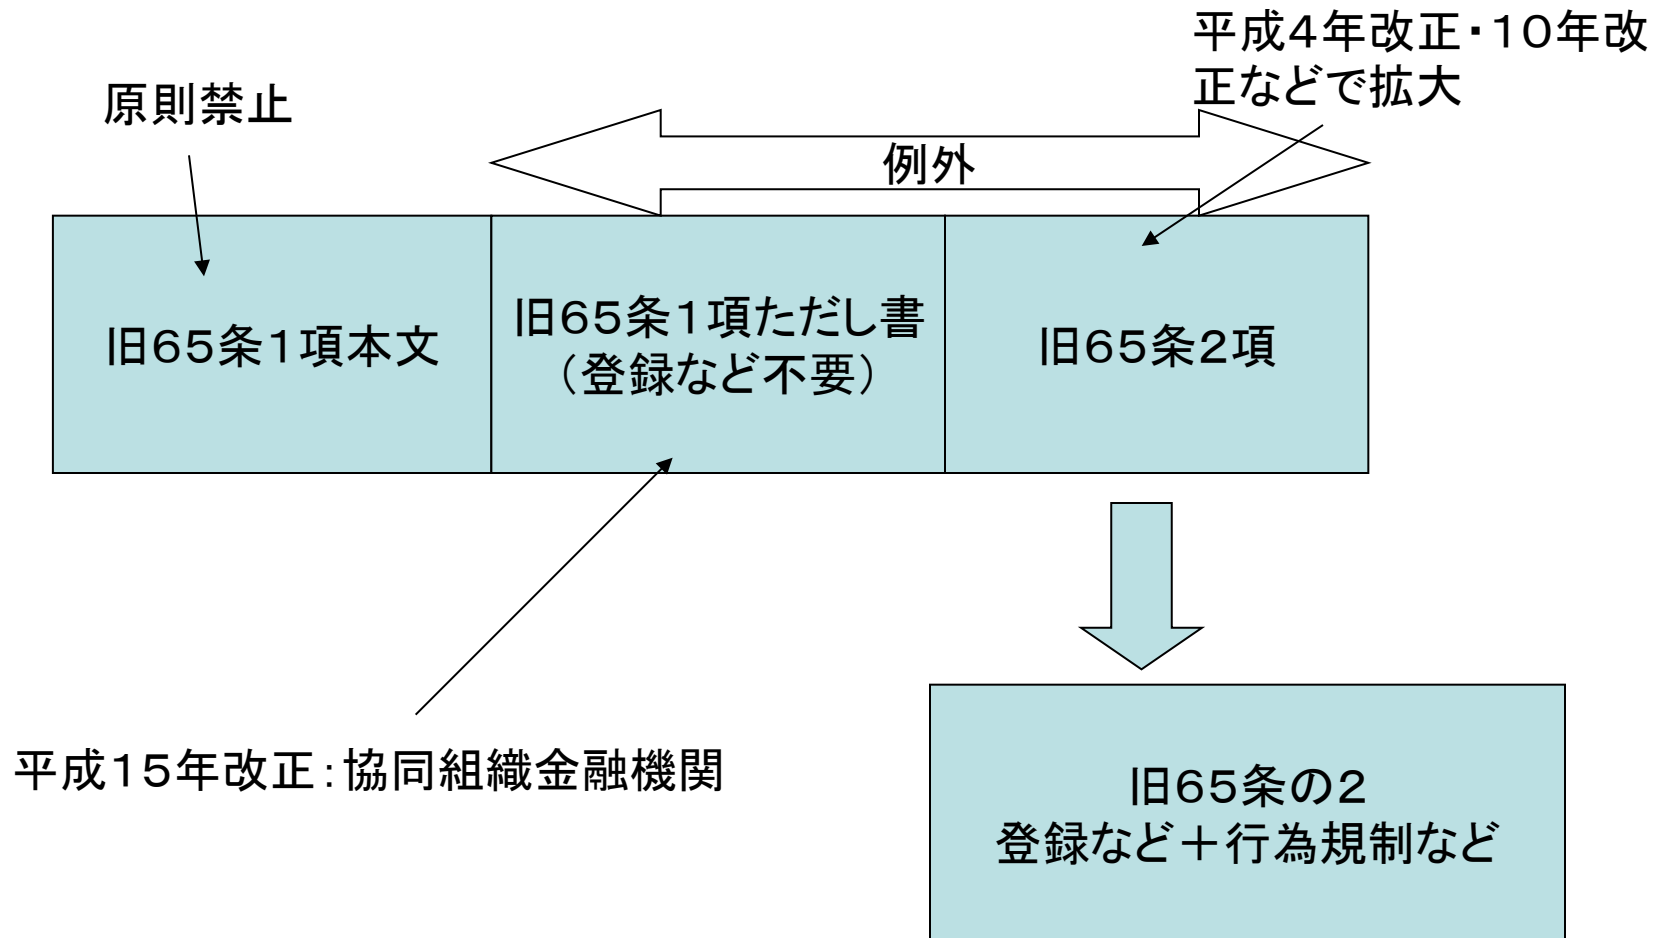 平成４年改正・１０年改
正などで拡大
原則禁止
例外
旧６５条１項本文
旧６５条１項ただし書
（登録など不要）
旧６５条２項
平成１５年改正：協同組織金融機関
旧６５条の２
登録など＋行為規制など